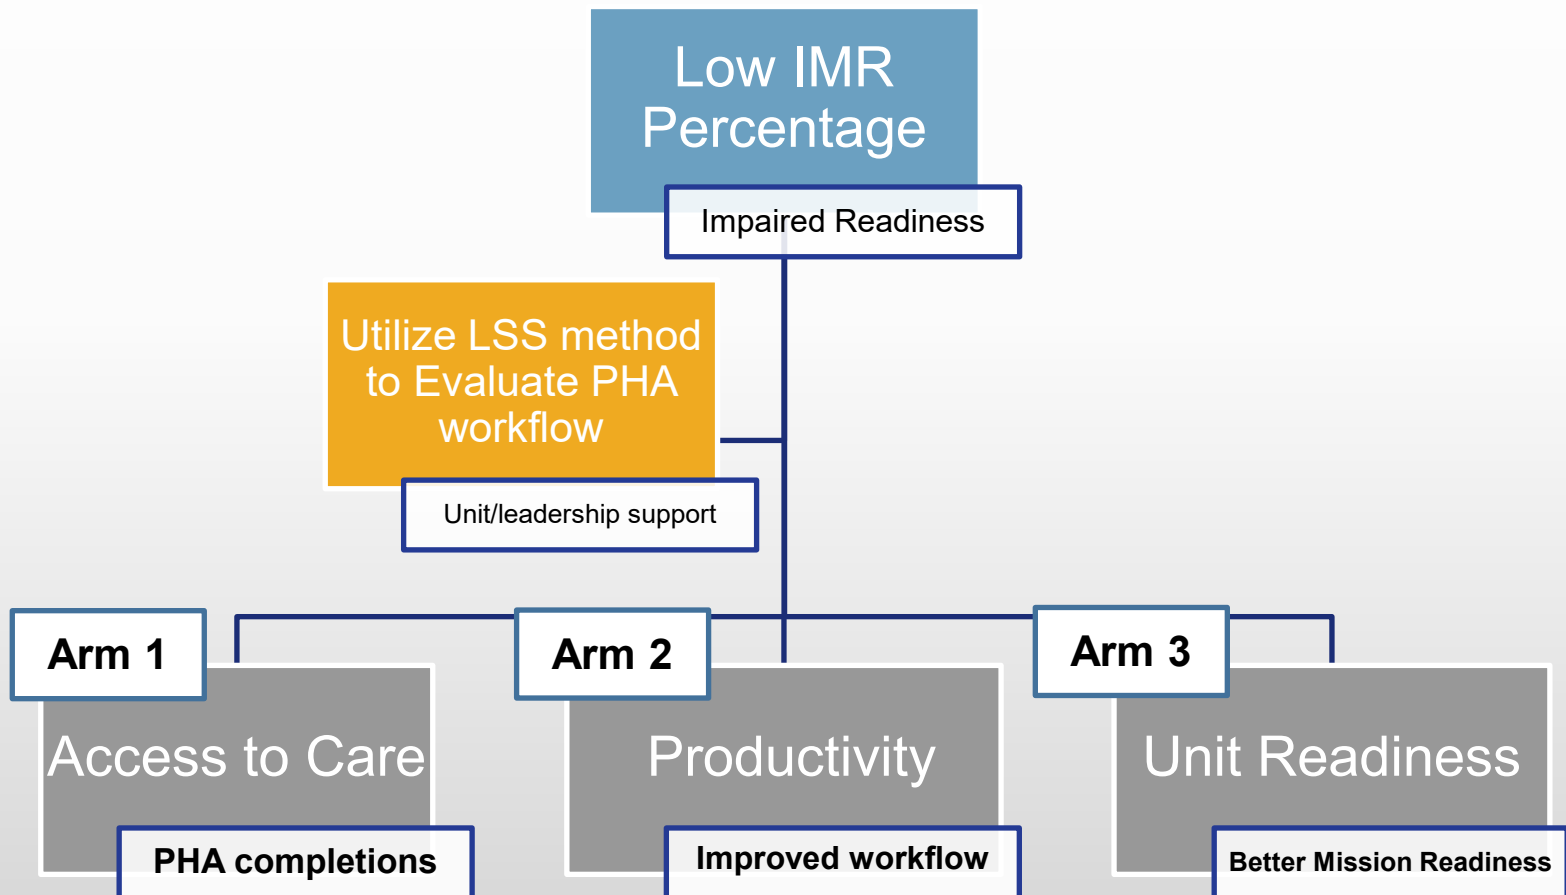 Low IMR
Percentage
Impaired Readiness
Utilize LSS method
to Evaluate PHA
workflow
Unit/leadership support
Arm 1
Access to Care
PHA completions
Arm 2
Productivity
Improved workflow
Arm 3
Unit Readiness
Better Mission Readiness